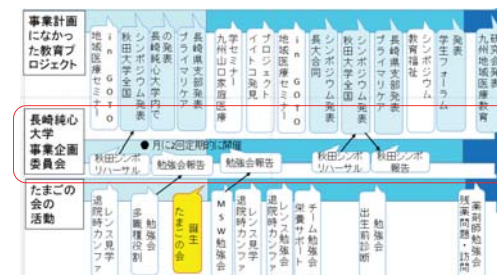 事業計画
になかっ
た教育プ
ロジェクト
地域医療セミナー
in GOTO
秋田大学全国
シンポジウム発表
長崎純心大学内で
の発表
プライマリケア
長崎県支部発表
九州山口家庭医療
学セミナー
イイトコ発見
プロジェクト
地域医療セミナー
in GOTO
長大合同
シンポジウム発表
秋田大学全国
シンポジウム発表
プライマリケア
長崎県支部発表
教育福祉
シンポジウム
学生フォーラム
発表
九州地域教育
長崎純心
大学
事業企画
委員会
● 月に2回定期的に開催
秋田シンポ
リハーサル
勉強会報告
勉強会報告
秋田シンポ
リハーサル
秋田シンポ
報告
たまごの
会の
活動
退院時カンファ
レンス見学
多職種役割
勉強会
たまごの会
誕生
MSW勉強会
退院時カンファ
レンス見学
退院時カンファ
レンス勉強会
栄養サポート
チーム勉強会
出生前診断
勉強会
残薬問題・訪問
薬剤師勉強会